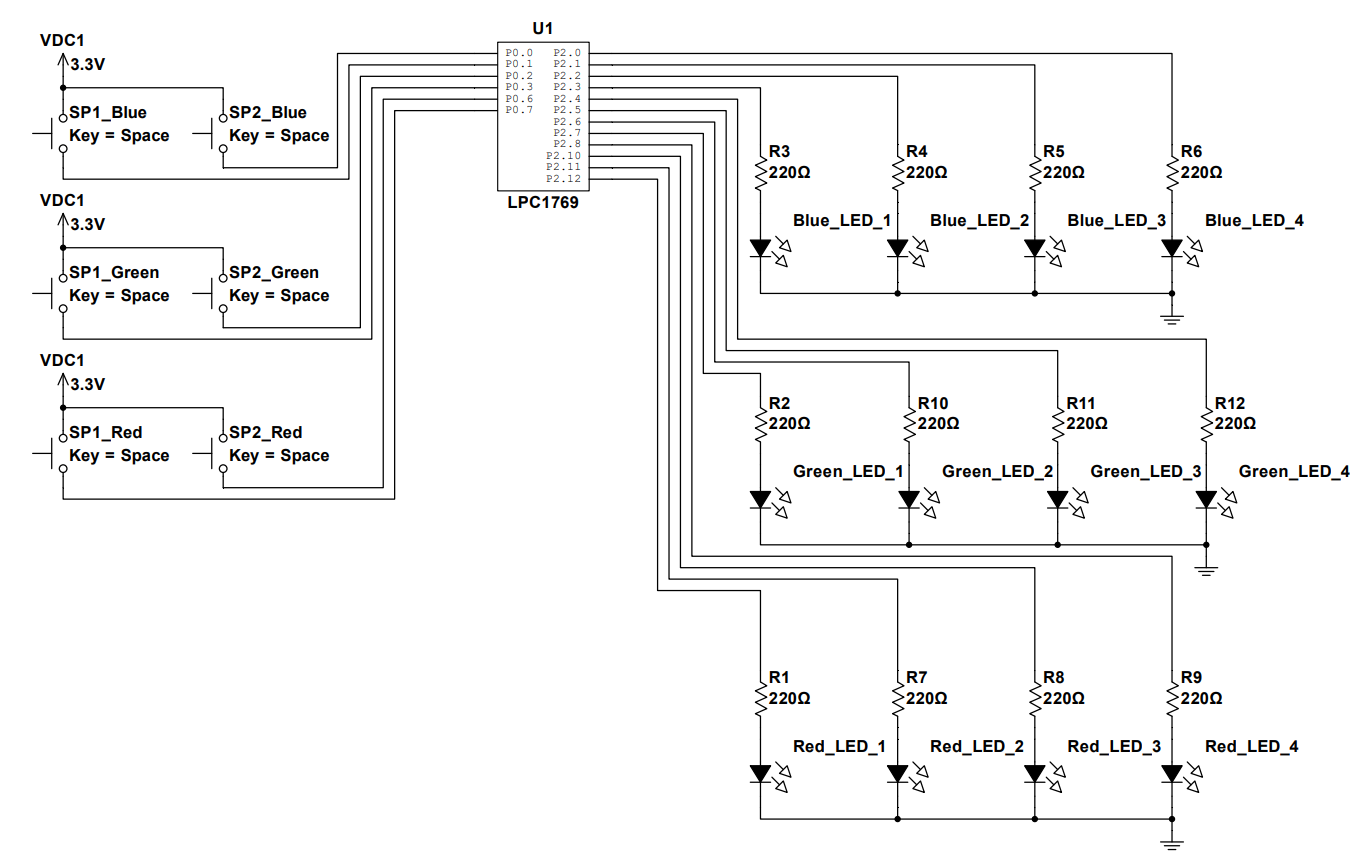 U1
VDC1
3.3V
SP1_Blue
Key = Space
SP2_Blue
Key = Space
VDC1
3.3V
SP1_Green
Key = Space
SP2_Green
Key = Space
VDC1
3.3V
SP1_Red
Key = Space
SP2_Red
Key = Space
P0.0
P0.1
P0.2
P0.3
P0.6
P0.7
P2.0
P2.1
P2.2
P2.3
P2.4
P2.5
P2.6
P2.7
P2.8
P2.10
P2.11
P2.12
LPC1769
R3
220Ω
R4
220Ω
R5
220Ω
R6
220Ω
Blue_LED_1
Blue_LED_2
Blue_LED_3
Blue_LED_4
R2
220Ω
R10
220Ω
R11
220Ω
R12
220Ω
Green_LED_1
Green_LED_2
Green_LED_3
Green_LED_4
R1
220Ω
R7
220Ω
R8
220Ω
R9
220Ω
Red_LED_1
Red_LED_2
Red_LED_3
Red_LED_4